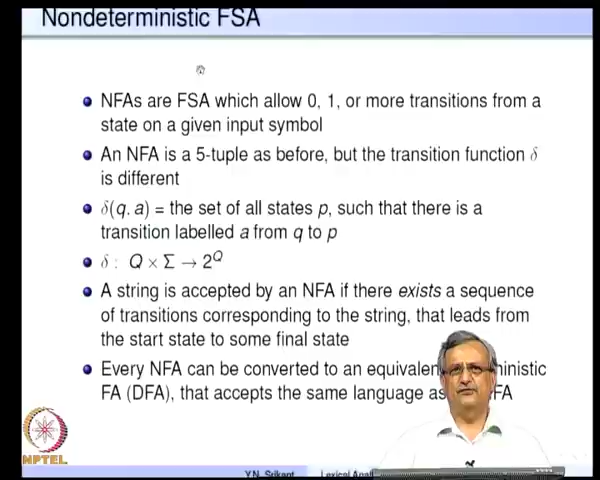 Nondeterministic FSA
NFAs are FSA which allow 0, 1, or more transitions from a
state on a given input symbol
An NFA is a 5-tuple as before, but the transition function δ
is different
δ(q, a) = the set of all states p, such that there is a
transition labelled a from q to p
δ : Q × Σ → 2^Q
A string is accepted by an NFA if there exists a sequence
of transitions corresponding to the string, that leads from
the start state to some final state
Every NFA can be converted to an equivalent ministic
FA (DFA), that accepts the same language as FA
NPTEL
Y.N. Srikant Lexical Anal